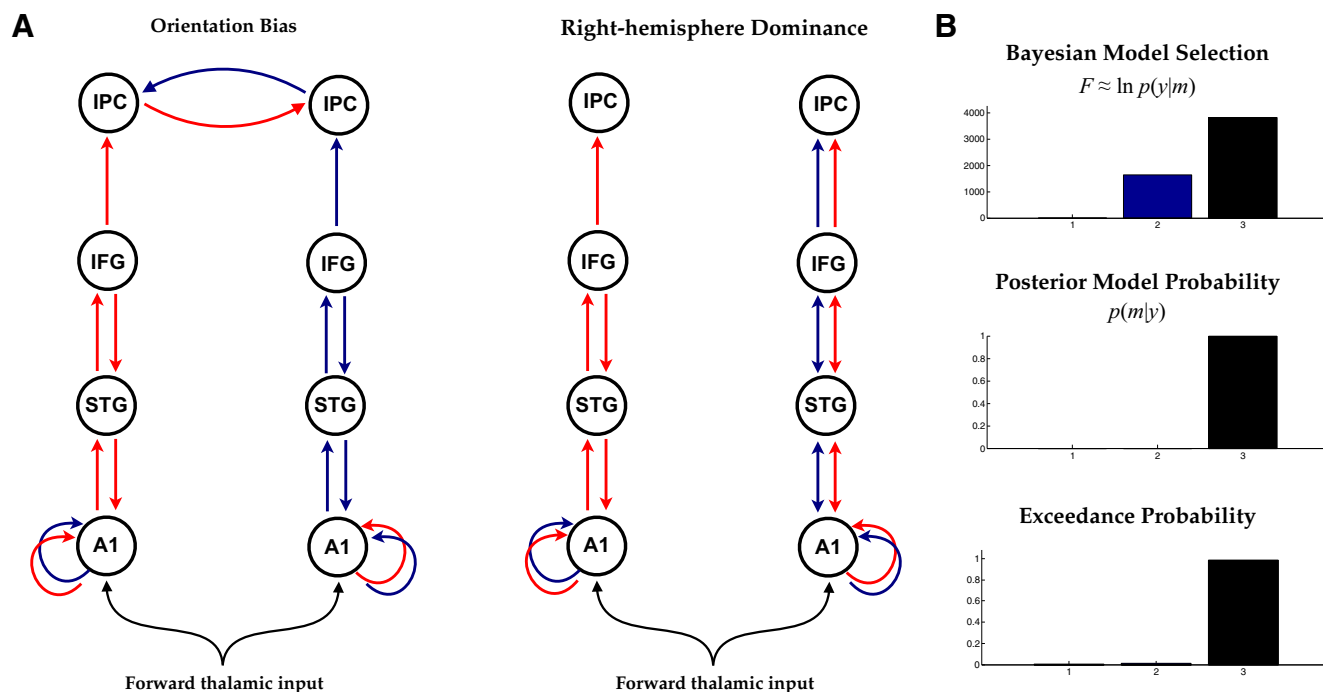 A
Orientation Bias
Right-hemisphere Dominance
IPC
IPC
IPC
IPC
IFG
IFG
IFG
IFG
STG
STG
STG
STG
A1
A1
A1
A1
Forward thalamic input
Forward thalamic input
B
Bayesian Model Selection
F ≈ ln p(y|m)
4000
3000
2000
1000
0
1 2 3
Posterior Model Probability
p(m|y)
1
0.8
0.6
0.4
0.2
0
1 2 3
Exceedance Probability
1
0.8
0.6
0.4
0.2
0
1 2 3